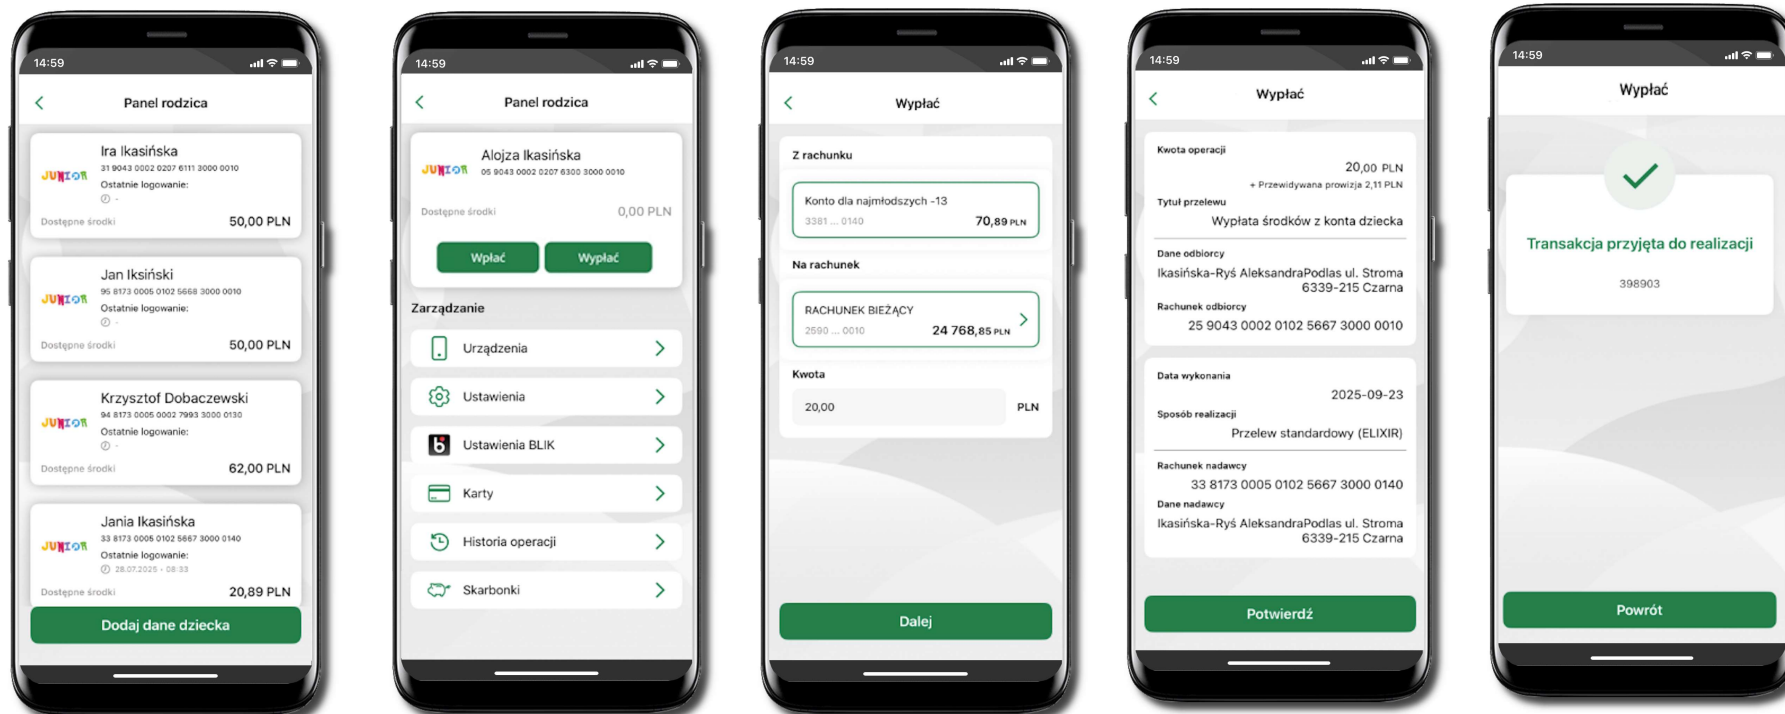 14:59
Panel rodzica
JUNIOR
Ira Ikasińska
31 9043 0002 0207 6111 3000 0010
Ostatnie logowanie:
-
Dostępne środki
50,00 PLN
JUNIOR
Jan Iksiński
95 8173 0005 0102 5668 3000 0010
Ostatnie logowanie:
-
Dostępne środki
50,00 PLN
JUNIOR
Krzysztof Dobaczewski
94 8173 0005 0002 7993 3000 0130
Ostatnie logowanie:
-
Dostępne środki
62,00 PLN
JUNIOR
Jania Ikasińska
33 8173 0005 0102 5667 3000 0140
Ostatnie logowanie:
28.07.2025 - 08:33
Dostępne środki
20,89 PLN
Dodaj dane dziecka
14:59
Panel rodzica
JUNIOR
Alojza Ikasińska
05 9043 0002 0207 6300 3000 0010
Dostępne środki
0,00 PLN
Wpłać
Wypłać
Zarządzanie
Urządzenia
Ustawienia
Ustawienia BLIK
Karty
Historia operacji
Skarbonki
14:59
Wypłać
Z rachunku
Konto dla najmłodszych -13
3381 ... 0140
70,89 PLN
Na rachunek
RACHUNEK BIEŻĄCY
2590 ... 0010
24 768,85 PLN
Kwota
20,00
PLN
Dalej
14:59
Wypłać
Kwota operacji
20,00 PLN
+ Przewidywana prowizja 2,11 PLN
Tytuł przelewu
Wypłata środków z konta dziecka
Dane odbiorcy
Ikasińska-Ryś AleksandraPodlas ul. Stroma
6339-215 Czarna
Rachunek odbiorcy
25 9043 0002 0102 5667 3000 0010
Data wykonania
2025-09-23
Sposób realizacji
Przelew standardowy (ELIXIR)
Rachunek nadawcy
33 8173 0005 0102 5667 3000 0140
Dane nadawcy
Ikasińska-Ryś AleksandraPodlas ul. Stroma
6339-215 Czarna
Potwierdź
14:59
Wypłać
Transakcja przyjęta do realizacji
398903
Powrót